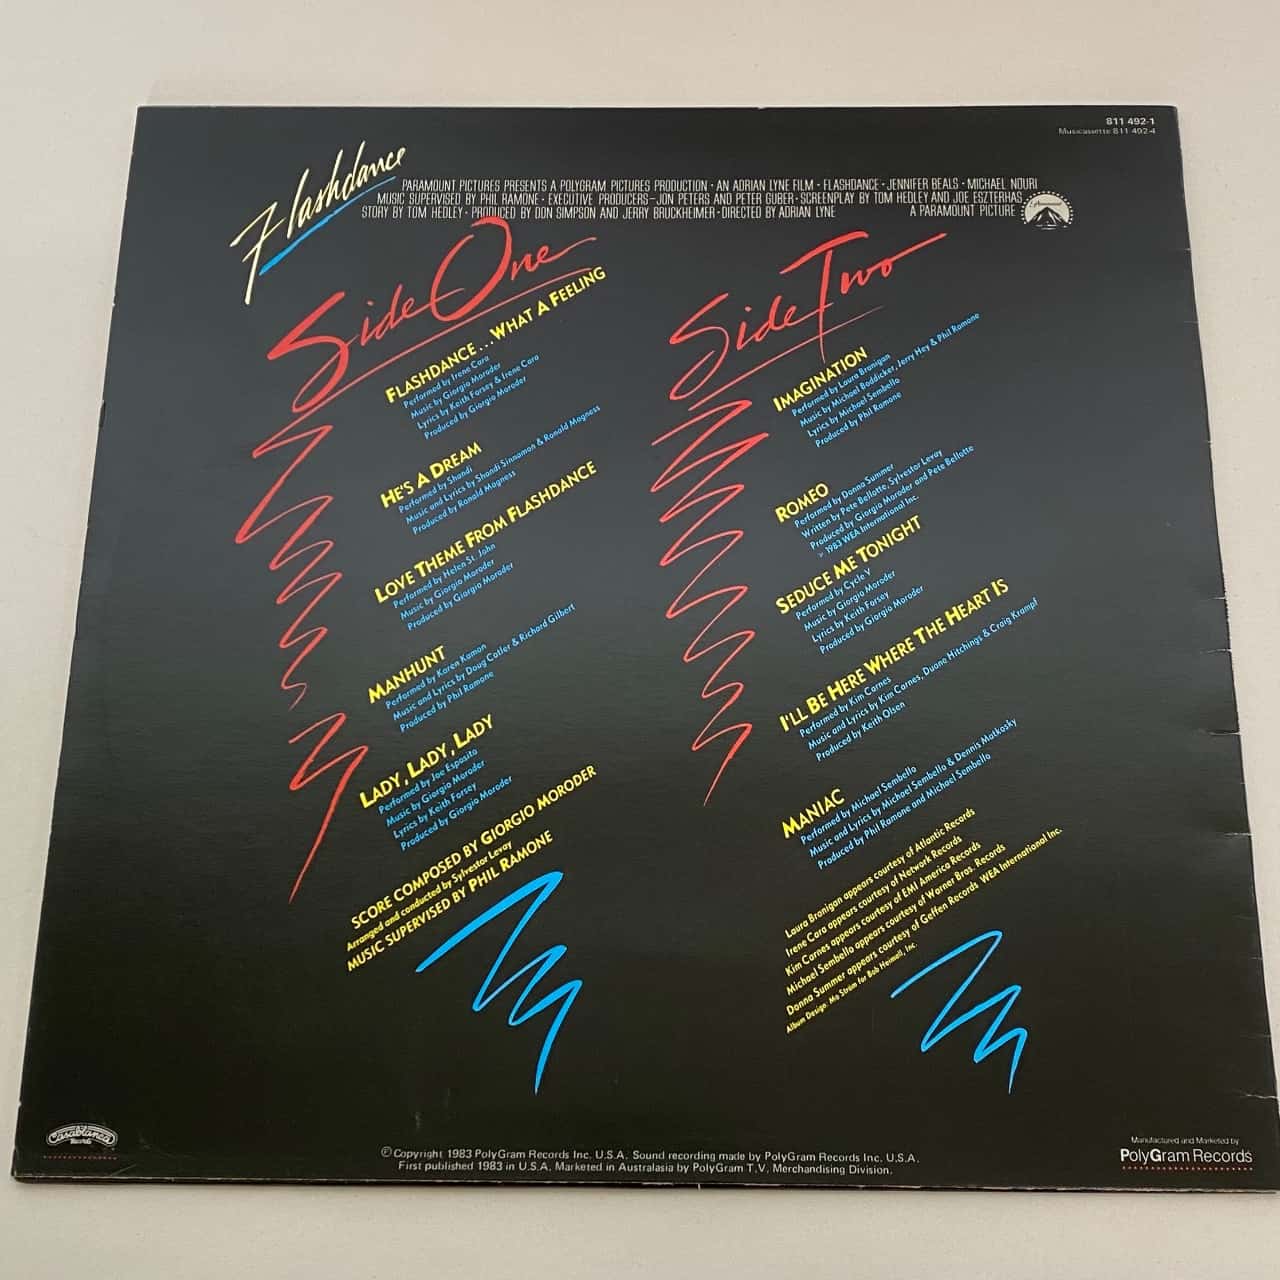 811 492-1
Musicassette 811 492-4
Flashdance
PARAMOUNT PICTURES PRESENTS A POLYGRAM PICTURES PRODUCTION · AN ADRIAN LYNE FILM · FLASHDANCE · JENNIFER BEALS · MICHAEL NOURI
MUSIC SUPERVISED BY PHIL RAMONE · EXECUTIVE PRODUCERS–JON PETERS AND PETER GUBER · SCREENPLAY BY TOM HEDLEY AND JOE ESZTERHAS
STORY BY TOM HEDLEY · PRODUCED BY DON SIMPSON AND JERRY BRUCKHEIMER · DIRECTED BY ADRIAN LYNE
A PARAMOUNT PICTURE
Paramount
Side One
FLASHDANCE...WHAT A FEELING
Performed by Irene Cara
Music by Giorgio Moroder
Lyrics by Keith Forsey & Irene Cara
Produced by Giorgio Moroder
HE'S A DREAM
Performed by Shandi
Music and Lyrics by Shandi Sinnamon & Ronald Magness
Produced by Ronald Magness
LOVE THEME FROM FLASHDANCE
Performed by Helen St. John
Music by Giorgio Moroder
Produced by Giorgio Moroder
MANHUNT
Performed by Karen Kamon
Music and Lyrics by Doug Cotler & Richard Gilbert
Produced by Phil Ramone
LADY, LADY, LADY
Performed by Joe Esposito
Music by Giorgio Moroder
Lyrics by Keith Forsey
Produced by Giorgio Moroder
SCORE COMPOSED BY GIORGIO MORODER
Arranged and conducted by Sylvester Levay
MUSIC SUPERVISED BY PHIL RAMONE
Side Two
IMAGINATION
Performed by Laura Branigan
Music by Michael Boddicker, Jerry Hey & Phil Ramone
Lyrics by Michael Sembello
Produced by Phil Ramone
ROMEO
Performed by Donna Summer
Written by Pete Bellotte, Sylvester Levay
Produced by Giorgio Moroder and Pete Bellotte
℗ 1983 WEA International Inc.
SEDUCE ME TONIGHT
Performed by Cycle V
Music by Giorgio Moroder
Lyrics by Keith Forsey
Produced by Giorgio Moroder
I'LL BE HERE WHERE THE HEART IS
Performed by Kim Carnes
Music and Lyrics by Kim Carnes, Duane Hitchings & Craig Krampf
Produced by Keith Olsen
MANIAC
Performed by Michael Sembello
Music and Lyrics by Michael Sembello & Dennis Matkosky
Produced by Phil Ramone and Michael Sembello
Laura Branigan appears courtesy of Atlantic Records
Irene Cara appears courtesy of Network Records
Kim Carnes appears courtesy of EMI America Records
Michael Sembello appears courtesy of Warner Bros. Records
Donna Summer appears courtesy of Geffen Records WEA International Inc.
Album Design: Mo Ström for Bob Heimall, Inc.
Casablanca
Records
℗ Copyright 1983 PolyGram Records Inc. U.S.A. Sound recording made by PolyGram Records Inc. U.S.A.
First published 1983 in U.S.A. Marketed in Australasia by PolyGram T.V. Merchandising Division.
Manufactured and Marketed by
PolyGram Records